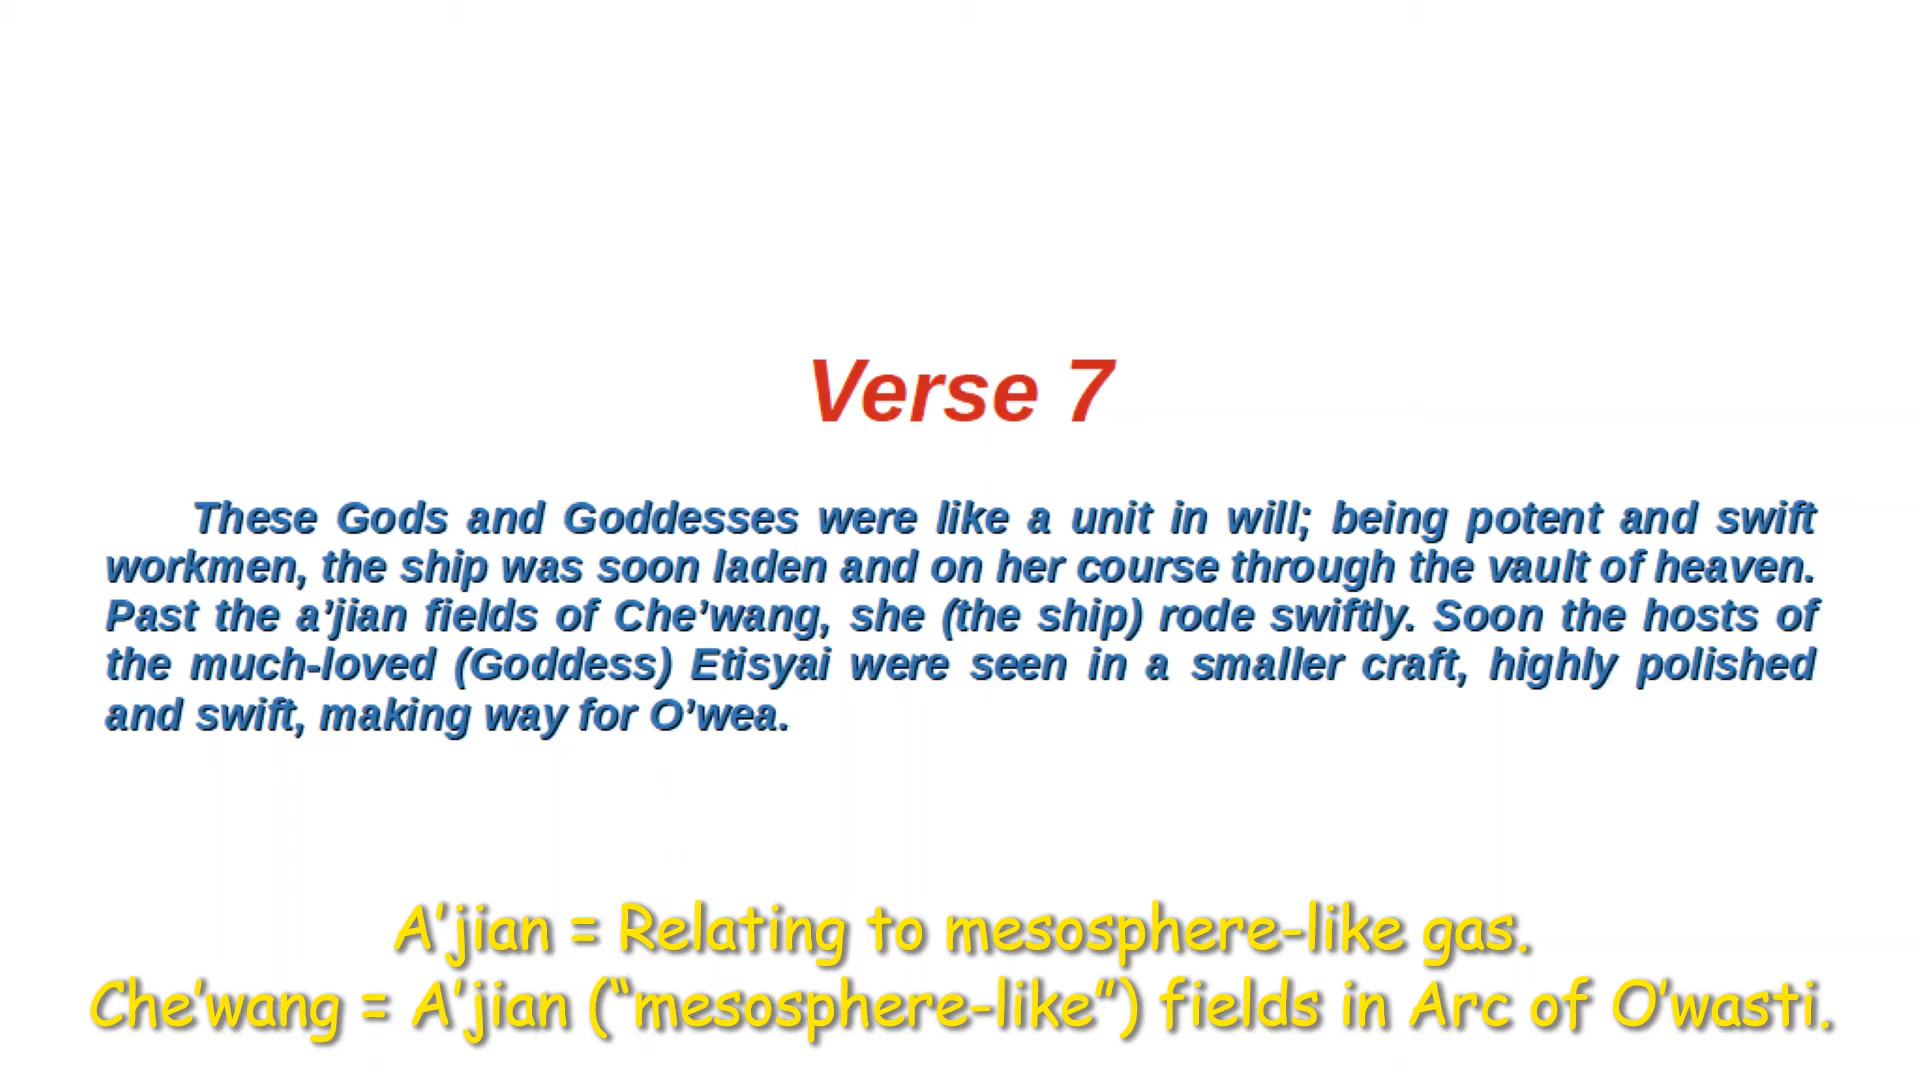 Verse 7
These Gods and Goddesses were like a unit in will; being potent and swift
workmen, the ship was soon laden and on her course through the vault of heaven.
Past the a’jian fields of Che’wang, she (the ship) rode swiftly. Soon the hosts of
the much-loved (Goddess) Etisyai were seen in a smaller craft, highly polished
and swift, making way for O’wea.
A’jian = Relating to mesosphere-like gas.
Che’wang = A’jian (“mesosphere-like”) fields in Arc of O’wasti.